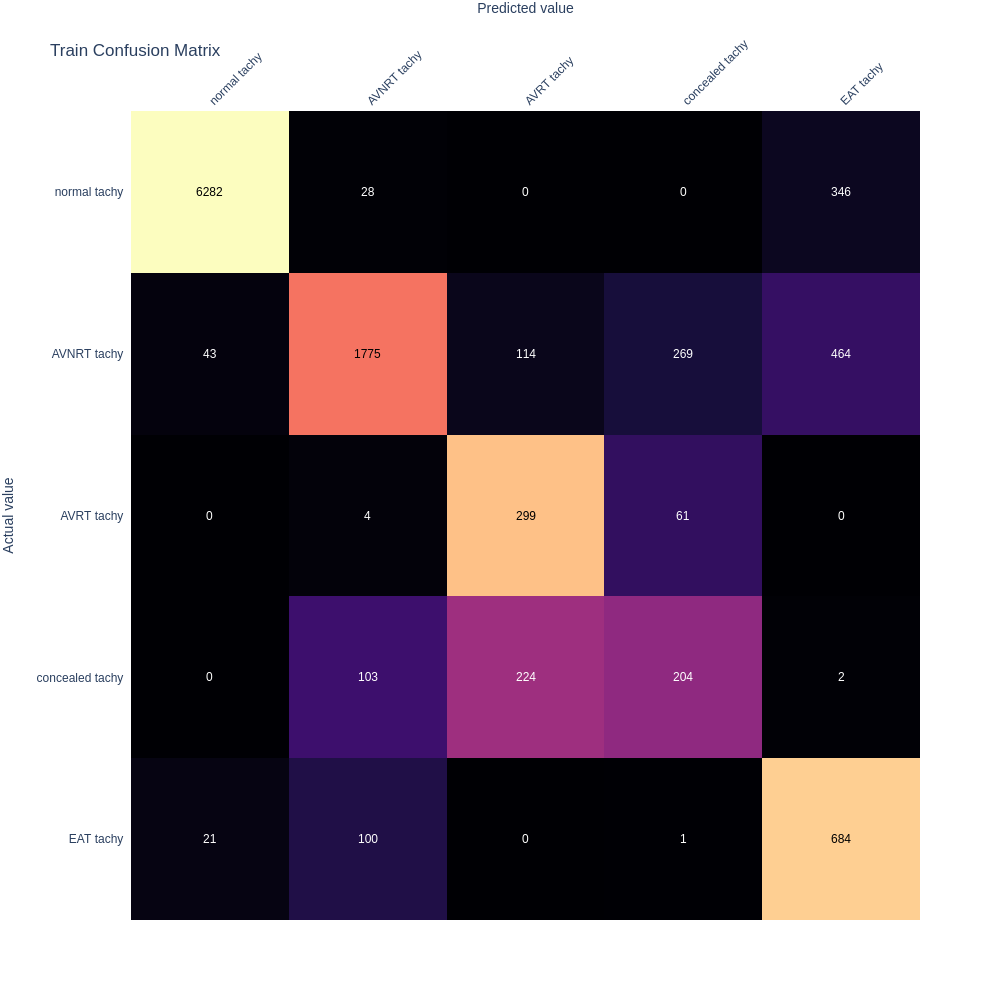 Predicted value
Train Confusion Matrix
normal tachy
AVNRT tachy
AVRT tachy
concealed tachy
EAT tachy
normal tachy 6282 28 0 0 346
AVNRT tachy 43 1775 114 269 464
Actual value
AVRT tachy 0 4 299 61 0
concealed tachy 0 103 224 204 2
EAT tachy 21 100 0 1 684